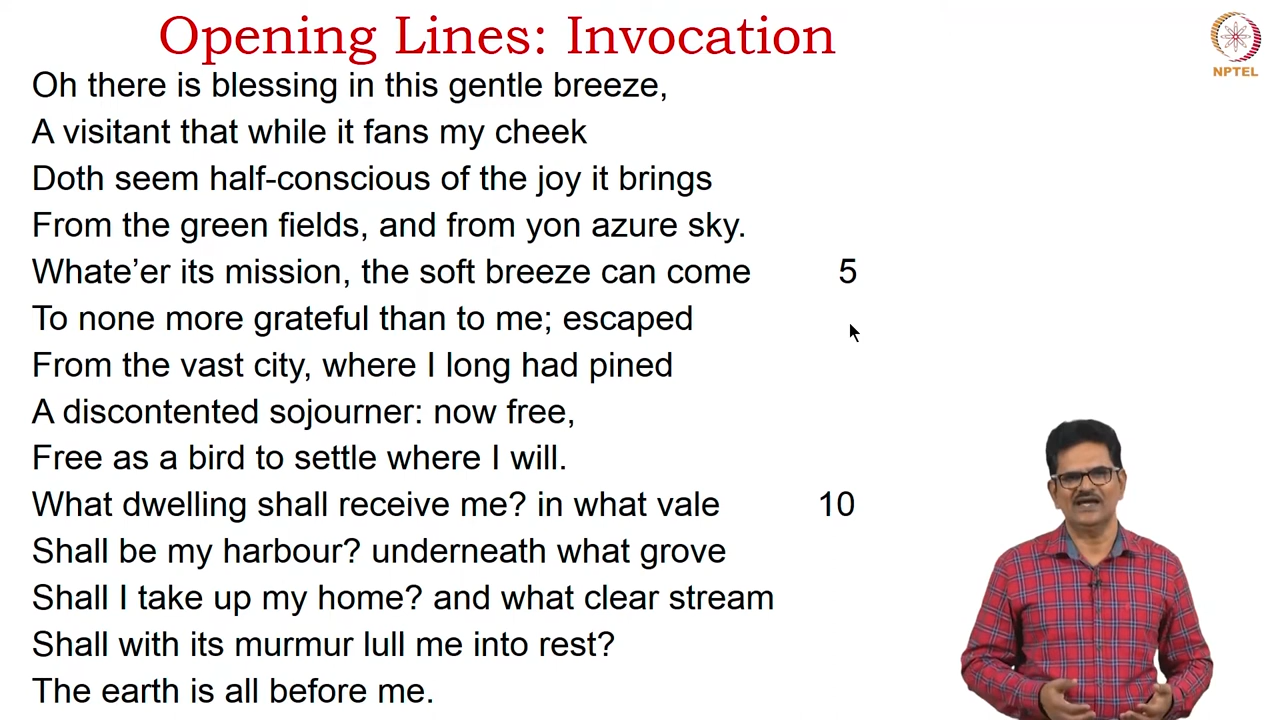 Opening Lines: Invocation
NPTEL
Oh there is blessing in this gentle breeze,
A visitant that while it fans my cheek
Doth seem half-conscious of the joy it brings
From the green fields, and from yon azure sky.
Whate’er its mission, the soft breeze can come 5
To none more grateful than to me; escaped
From the vast city, where I long had pined
A discontented sojourner: now free,
Free as a bird to settle where I will.
What dwelling shall receive me? in what vale 10
Shall be my harbour? underneath what grove
Shall I take up my home? and what clear stream
Shall with its murmur lull me into rest?
The earth is all before me.